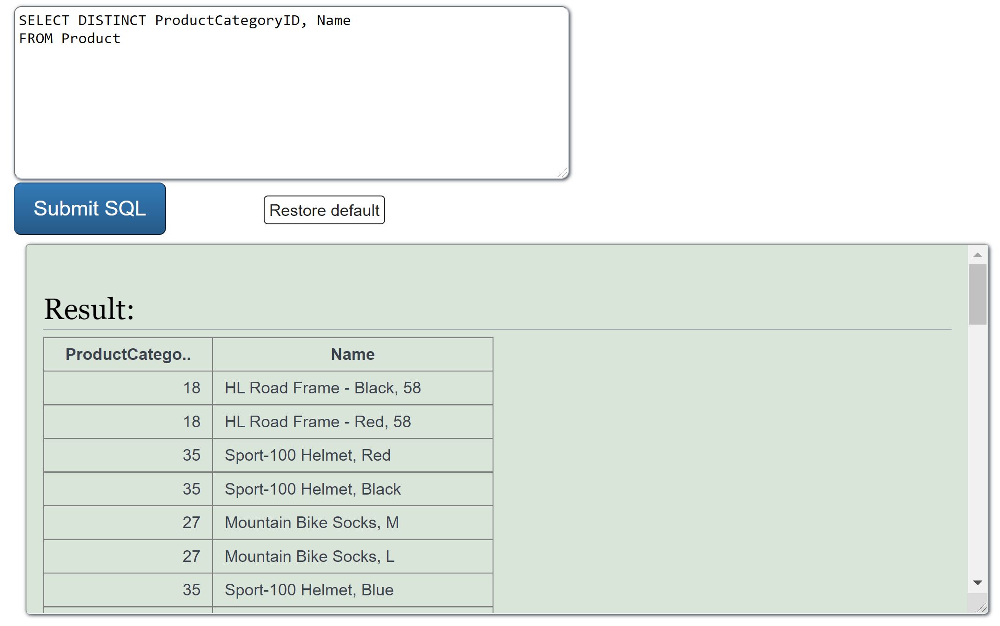 SELECT DISTINCT ProductCategoryID, Name
FROM Product
Submit SQL
Restore default
Result:
ProductCatego.. Name
18 HL Road Frame - Black, 58
18 HL Road Frame - Red, 58
35 Sport-100 Helmet, Red
35 Sport-100 Helmet, Black
27 Mountain Bike Socks, M
27 Mountain Bike Socks, L
35 Sport-100 Helmet, Blue